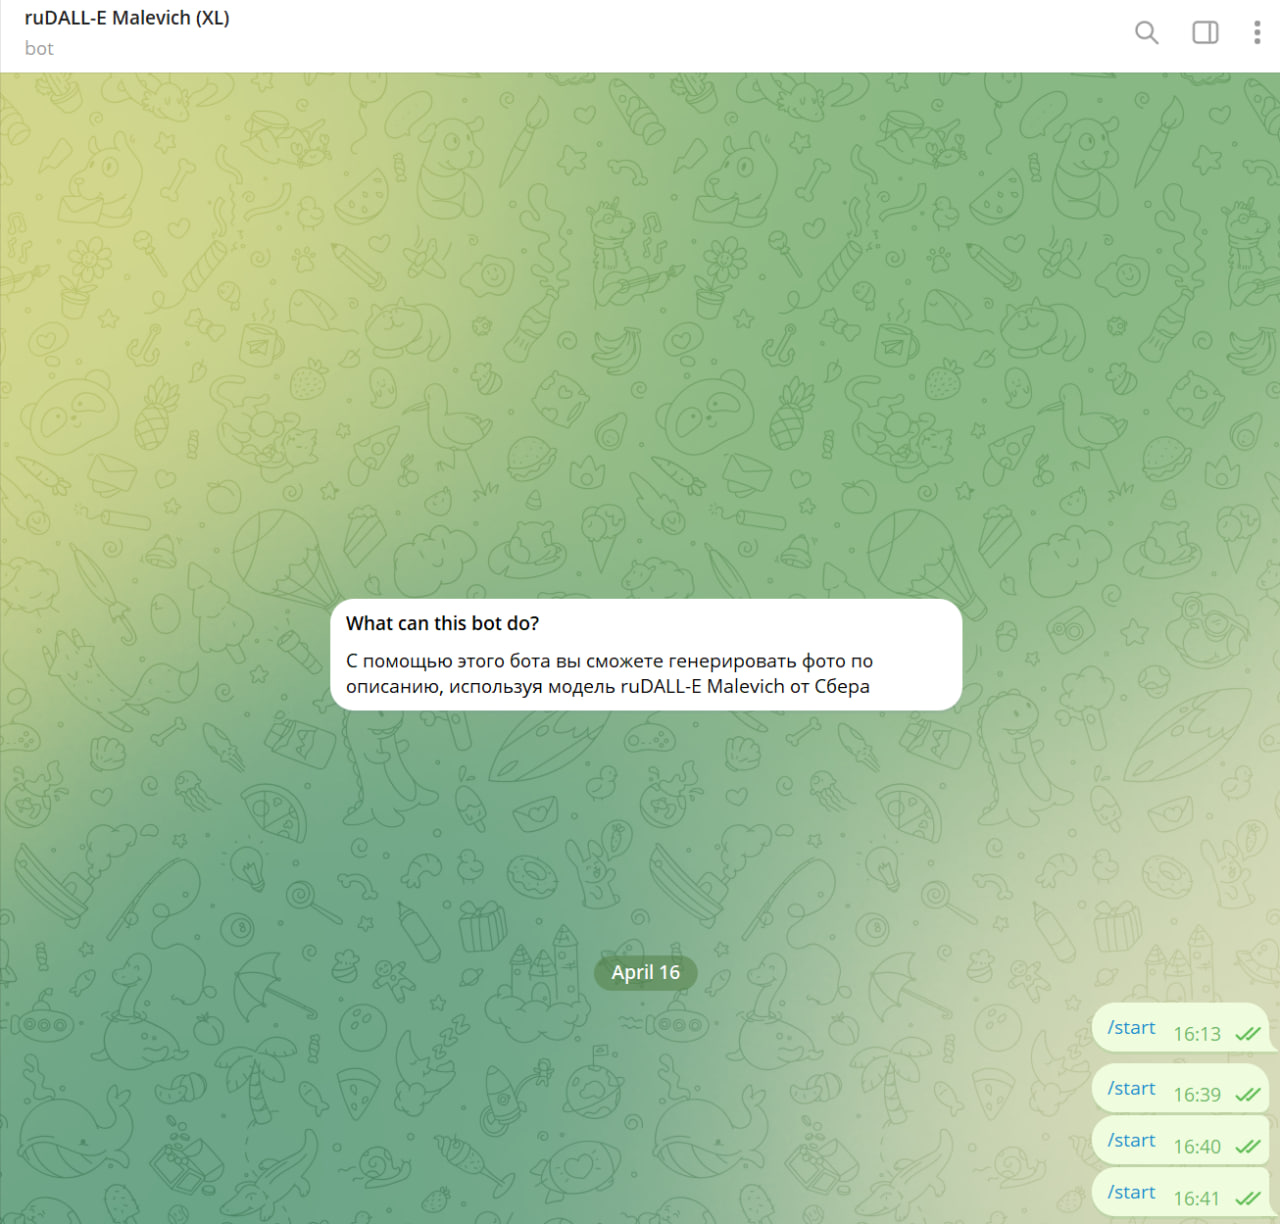 ruDALL-E Malevich (XL)
bot
What can this bot do?
С помощью этого бота вы сможете генерировать фото по
описанию, используя модель ruDALL-E Malevich от Сбера
April 16
/start 16:13
/start 16:39
/start 16:40
/start 16:41